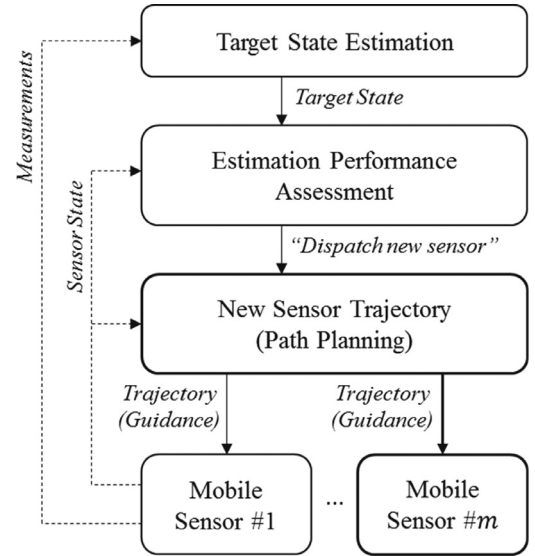 Target State Estimation
Target State
Measurements
Estimation Performance
Assessment
Sensor State
“Dispatch new sensor”
New Sensor Trajectory
(Path Planning)
Trajectory
(Guidance)
Trajectory
(Guidance)
Mobile
Sensor #1
...
Mobile
Sensor #m